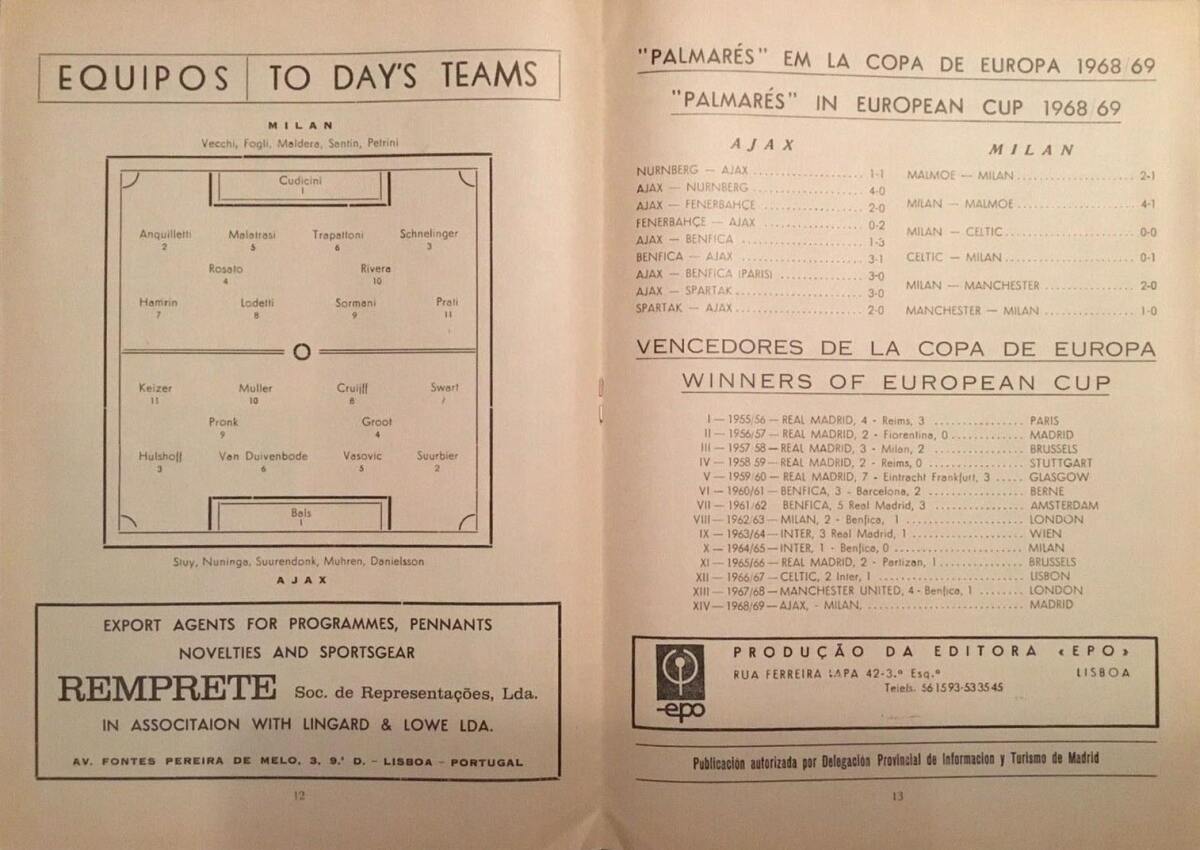 EQUIPOS | TO DAY'S TEAMS
MILAN
Vecchi, Fogli, Maldera, Santin, Petrini
Cudicini
1
Anquilletti Malatrasi Trapattoni Schnelinger
2 5 6 3
Rosato Rivera
4 10
Hamrin Lodetti Sormani Prati
7 8 9 11
Keizer Muller Cruijff Swart
11 10 8 7
Pronk Groot
9 4
Hulshoff Van Duivenbode Vasovic Suurbier
3 6 5 2
Bals
1
Stuy, Nuninga, Suurendonk, Muhren, Danielsson
AJAX
EXPORT AGENTS FOR PROGRAMMES, PENNANTS
NOVELTIES AND SPORTSGEAR
REMPRETE Soc. de Representações, Lda.
IN ASSOCITAION WITH LINGARD & LOWE LDA.
AV. FONTES PEREIRA DE MELO, 3, 9.º D. - LISBOA - PORTUGAL
12
"PALMARÉS" EM LA COPA DE EUROPA 1968/69
"PALMARÉS" IN EUROPEAN CUP 1968/69
AJAX
NURNBERG — AJAX 1-1
AJAX — NURNBERG 4-0
AJAX — FENERBAHÇE 2-0
FENERBAHÇE — AJAX 0-2
AJAX — BENFICA 1-3
BENFICA — AJAX 3-1
AJAX — BENFICA (PARIS) 3-0
AJAX — SPARTAK 3-0
SPARTAK — AJAX 2-0
MILAN
MALMOE — MILAN 2-1
MILAN — MALMOE 4-1
MILAN — CELTIC 0-0
CELTIC — MILAN 0-1
MILAN — MANCHESTER 2-0
MANCHESTER — MILAN 1-0
VENCEDORES DE LA COPA DE EUROPA
WINNERS OF EUROPEAN CUP
I — 1955/56 — REAL MADRID, 4 - Reims, 3 PARIS
II — 1956/57 — REAL MADRID, 2 - Fiorentina, 0 MADRID
III — 1957 58 — REAL MADRID, 3 - Milan, 2 BRUSSELS
IV — 1958 59 — REAL MADRID, 2 - Reims, 0 STUTTGART
V — 1959/60 — REAL MADRID, 7 - Eintracht Frankfurt, 3 GLASGOW
VI — 1960/61 — BENFICA, 3 - Barcelona, 2 BERNE
VII — 1961/62 BENFICA, 5 Real Madrid, 3 AMSTERDAM
VIII — 1962/63 — MILAN, 2 - Benfica, 1 LONDON
IX — 1963/64 — INTER, 3 Real Madrid, 1 WIEN
X — 1964/65 — INTER, 1 - Benfica, 0 MILAN
XI — 1965/66 — REAL MADRID, 2 - Partizan, 1 BRUSSELS
XII — 1966/67 — CELTIC, 2 Inter, 1 LISBON
XIII — 1967/68 — MANCHESTER UNITED, 4 - Benfica, 1 LONDON
XIV — 1968/69 — AJAX, - MILAN, MADRID
PRODUÇÃO DA EDITORA «EPO»
RUA FERREIRA LAPA 42-3.º Esq.º LISBOA
Telefs. 561593-533545
epo
Publicación autorizada por Delegación Provincial de Informacion y Turismo de Madrid
13